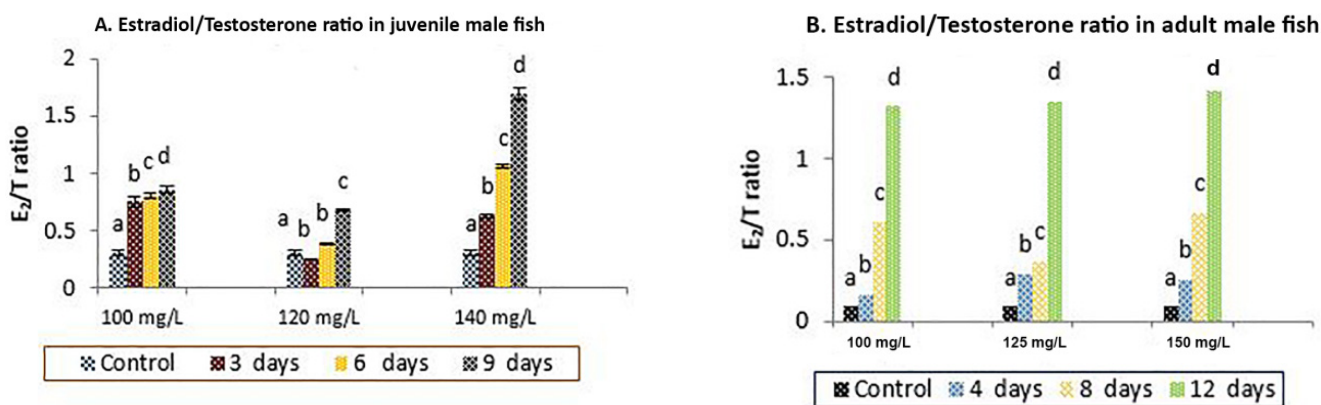 A. Estradiol/Testosterone ratio in juvenile male fish
E₂/T ratio
2
1.5
1
0.5
0
a
b
c
d
a
b
b
c
a
b
c
d
100 mg/L
120 mg/L
140 mg/L
Control
3 days
6 days
9 days
B. Estradiol/Testosterone ratio in adult male fish
E₂/T ratio
1.5
1
0.5
0
a
b
c
d
a
b
c
d
a
b
c
d
100 mg/L
125 mg/L
150 mg/L
Control
4 days
8 days
12 days